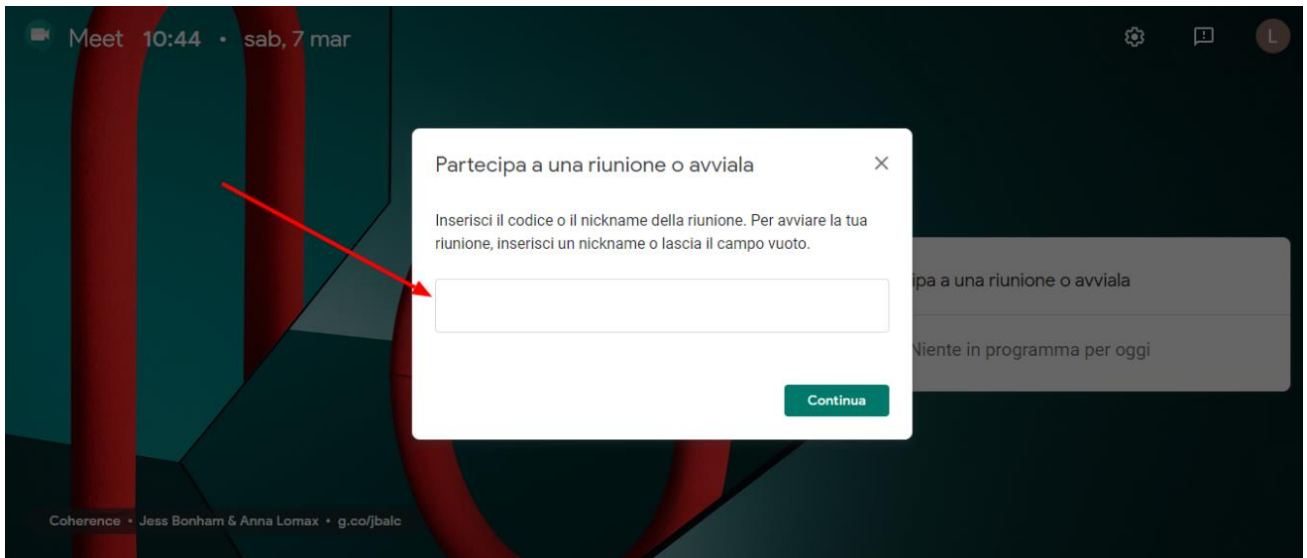 Meet 10:44 • sab, 7 mar
L
Partecipa a una riunione o avviala
Inserisci il codice o il nickname della riunione. Per avviare la tua
riunione, inserisci un nickname o lascia il campo vuoto.
ipa a una riunione o avviala
Niente in programma per oggi
Continua
Coherence • Jess Bonham & Anna Lomax • g.co/jbalc